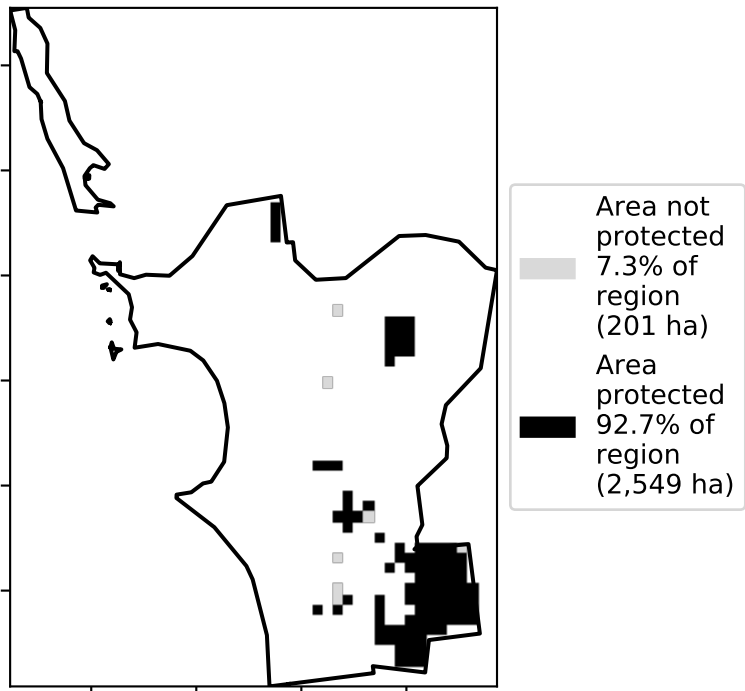 Area not
protected
7.3% of
region
(201 ha)
Area
protected
92.7% of
region
(2,549 ha)